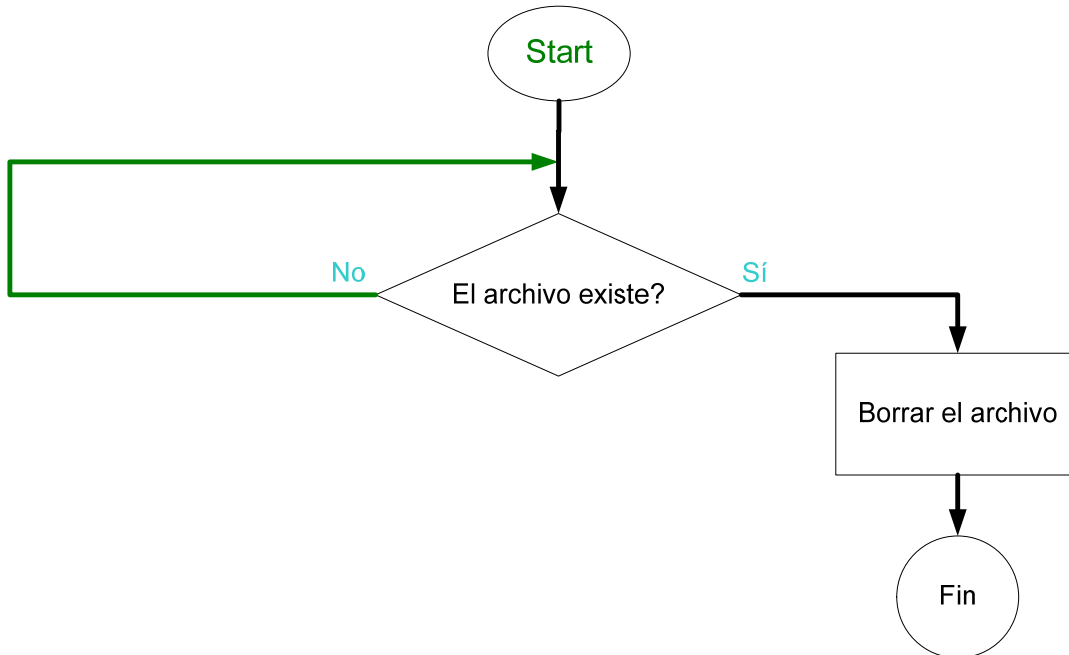 Start
No
El archivo existe?
Sí
Borrar el archivo
Fin